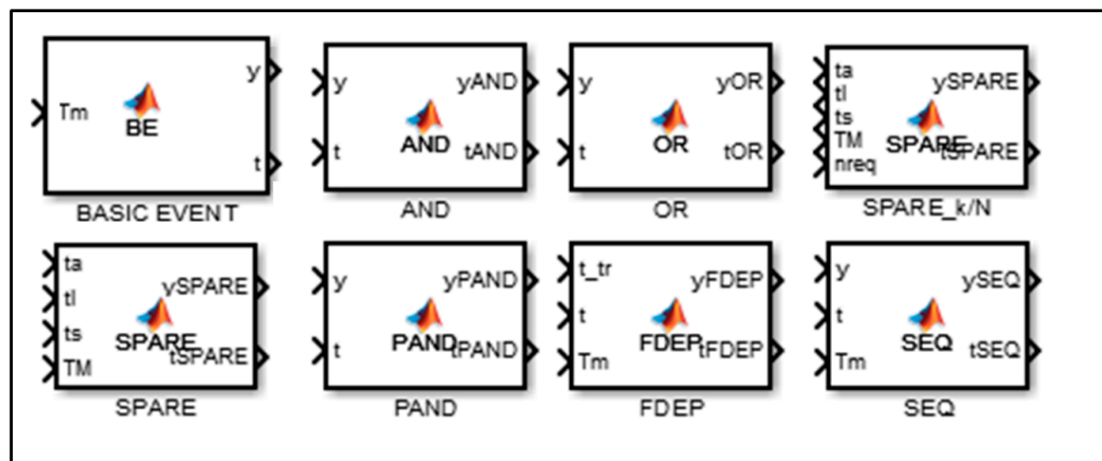 Tm
BE
y
t
BASIC EVENT
y
t
AND
yAND
tAND
AND
y
t
OR
yOR
tOR
OR
ta
tl
ts
TM
nreq
SPARE
ySPARE
tSPARE
SPARE_k/N
ta
tl
ts
TM
SPARE
ySPARE
tSPARE
SPARE
y
t
PAND
yPAND
tPAND
PAND
t_tr
t
Tm
FDEP
yFDEP
tFDEP
FDEP
y
t
Tm
SEQ
ySEQ
tSEQ
SEQ